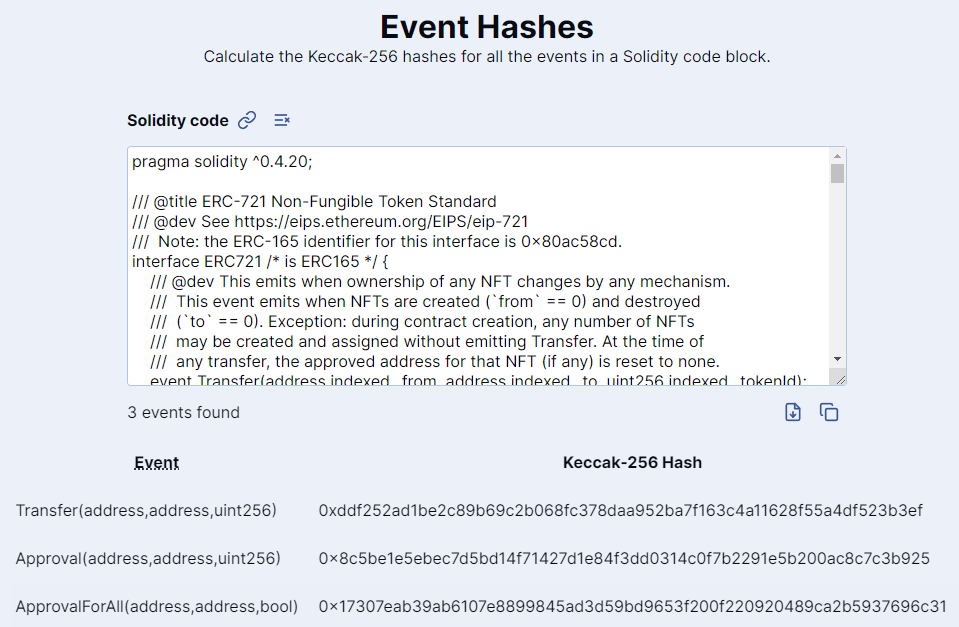 Event Hashes
Calculate the Keccak-256 hashes for all the events in a Solidity code block.
Solidity code
pragma solidity ^0.4.20;
/// @title ERC-721 Non-Fungible Token Standard
/// @dev See https://eips.ethereum.org/EIPS/eip-721
///  Note: the ERC-165 identifier for this interface is 0x80ac58cd.
interface ERC721 /* is ERC165 */ {
    /// @dev This emits when ownership of any NFT changes by any mechanism.
    ///  This event emits when NFTs are created (`from` == 0) and destroyed
    ///  (`to` == 0). Exception: during contract creation, any number of NFTs
    ///  may be created and assigned without emitting Transfer. At the time of
    ///  any transfer, the approved address for that NFT (if any) is reset to none.
    event Transfer(address indexed _from, address indexed _to, uint256 indexed _tokenId);
3 events found
Event Keccak-256 Hash
Transfer(address,address,uint256) 0xddf252ad1be2c89b69c2b068fc378daa952ba7f163c4a11628f55a4df523b3ef
Approval(address,address,uint256) 0x8c5be1e5ebec7d5bd14f71427d1e84f3dd0314c0f7b2291e5b200ac8c7c3b925
ApprovalForAll(address,address,bool) 0x17307eab39ab6107e8899845ad3d59bd9653f200f220920489ca2b5937696c31